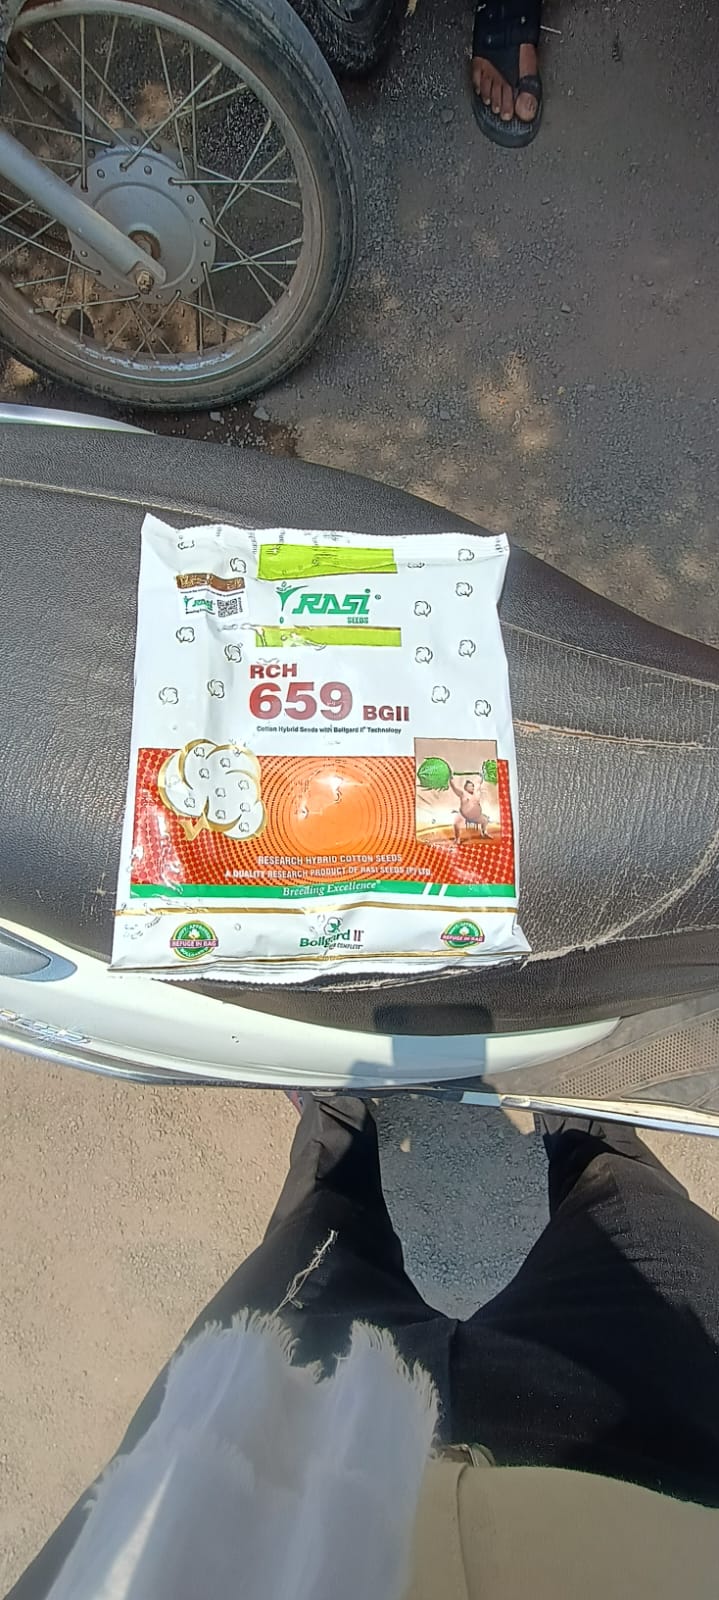 RASI
RASI
SEEDS
RCH
659 BGII
Cotton Hybrid Seeds with Bollgard II® Technology
RESEARCH HYBRID COTTON SEEDS
A QUALITY RESEARCH PRODUCT OF RASI SEEDS (P) LTD.
Breeding Excellence
REFUGE IN BAG
Bollgard II®
REFUGE IN BAG